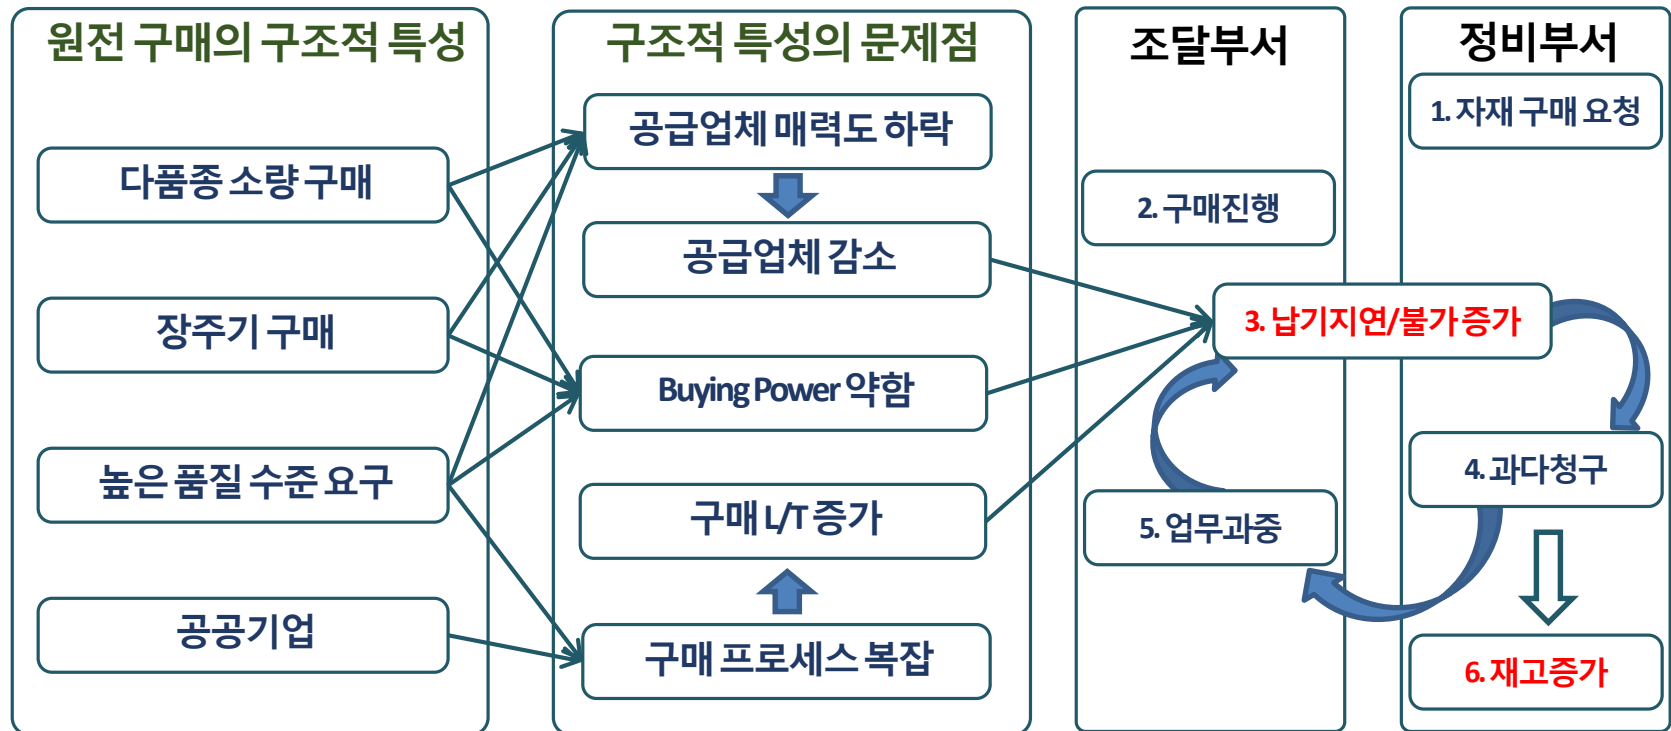 원전 구매의 구조적 특성
다품종 소량 구매
장주기 구매
높은 품질 수준 요구
공공기업
구조적 특성의 문제점
공급업체 매력도 하락
공급업체 감소
Buying Power 약함
구매 L/T 증가
구매 프로세스 복잡
조달부서
정비부서
1. 자재 구매 요청
2. 구매진행
3. 납기지연/불가 증가
4. 과다청구
5. 업무과중
6. 재고증가